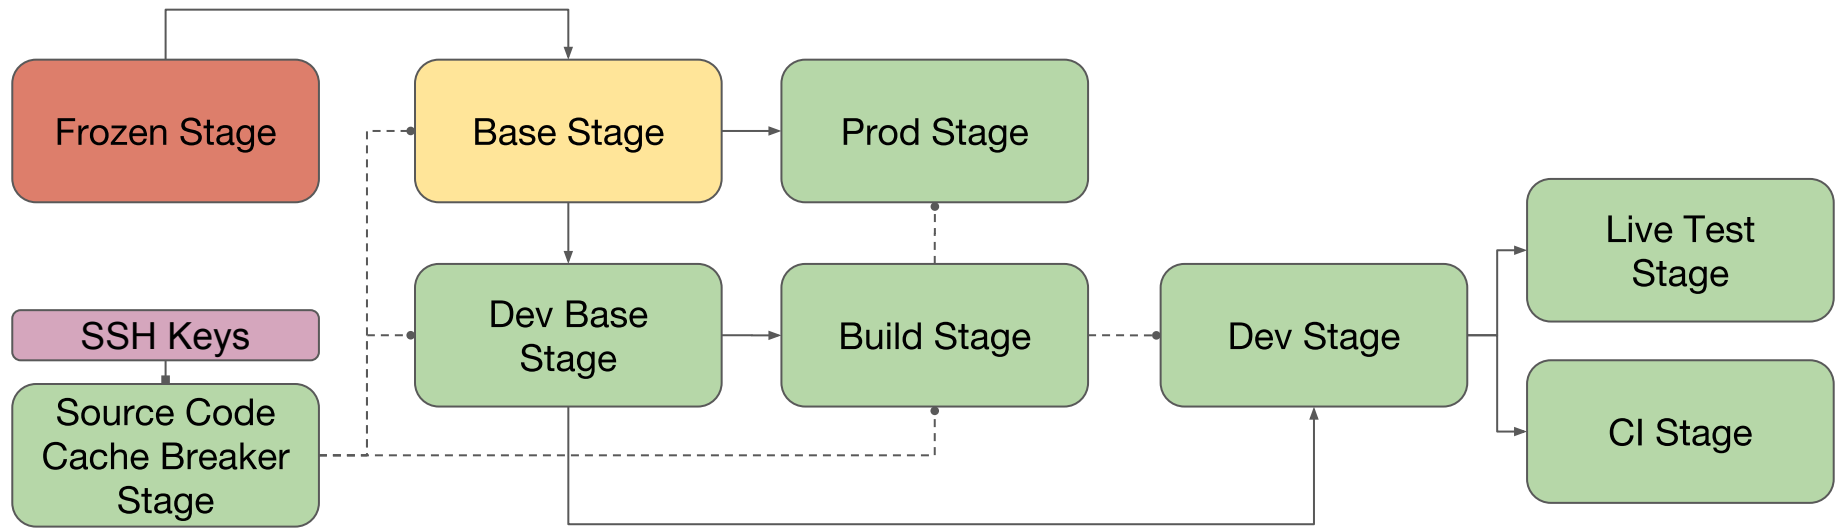 Frozen Stage
Base Stage
Prod Stage
Live Test
Stage
SSH Keys
Dev Base
Stage
Build Stage
Dev Stage
Source Code
Cache Breaker
Stage
CI Stage